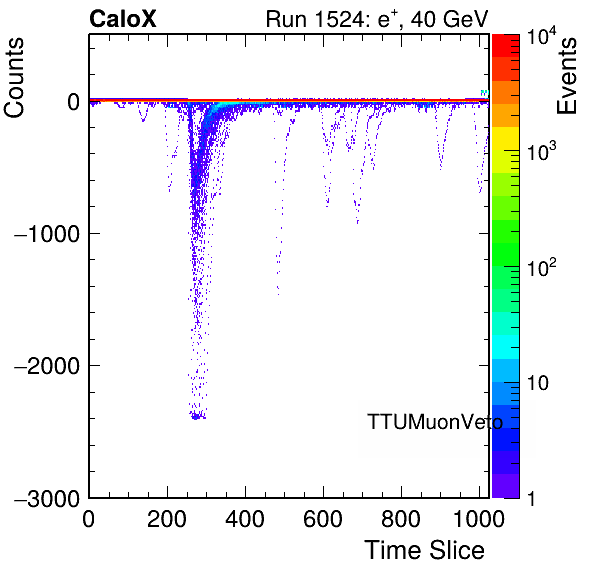 CaloX Run 1524: e⁺, 40 GeV
Counts
Events
0
−1000
−2000
−3000
10⁴
10³
10²
10
1
TTUMuonVeto
0 200 400 600 800 1000
Time Slice